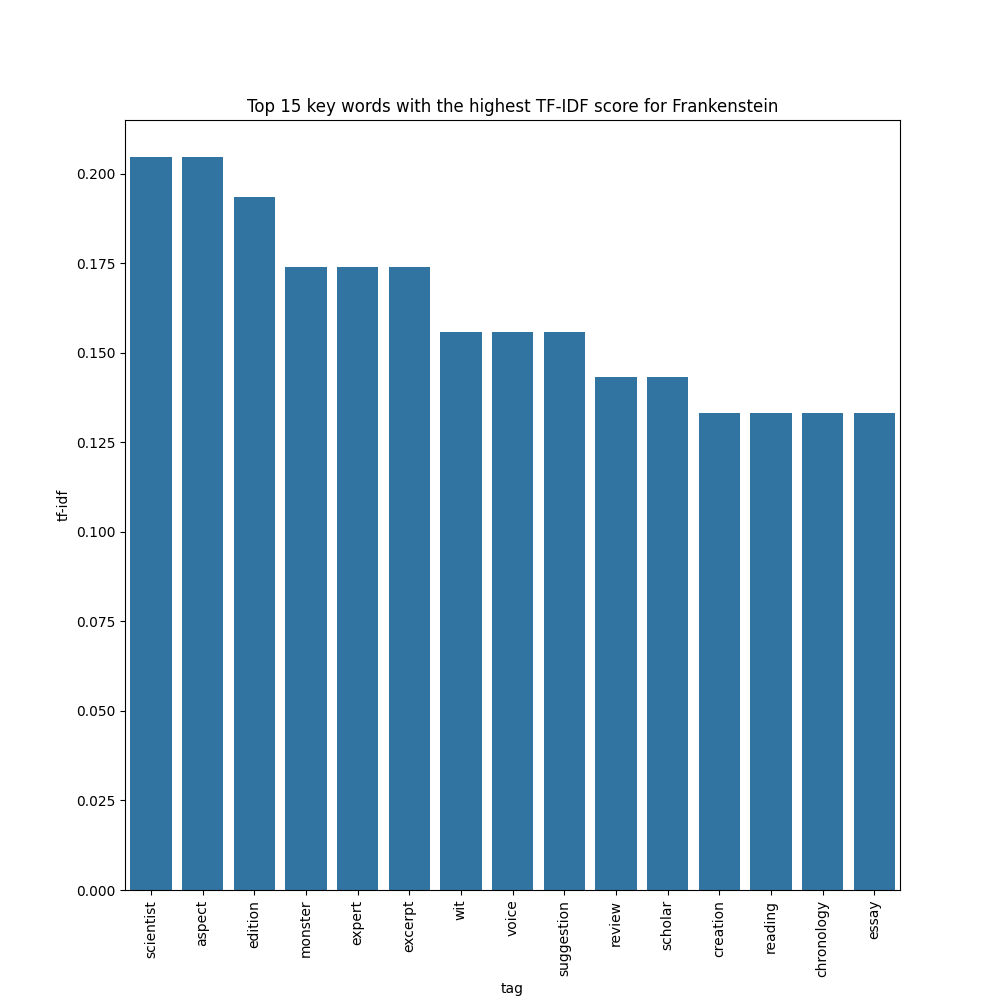 Top 15 key words with the highest TF-IDF score for Frankenstein
0.200
0.175
0.150
0.125
0.100
0.075
0.050
0.025
0.000
tf-idf
scientist
aspect
edition
monster
expert
excerpt
wit
voice
suggestion
review
scholar
creation
reading
chronology
essay
tag